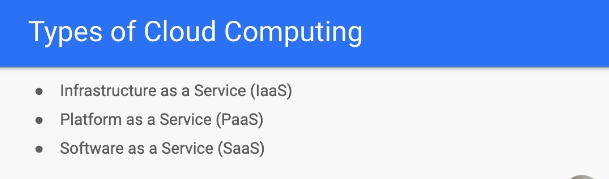 Types of Cloud Computing
● Infrastructure as a Service (IaaS)
● Platform as a Service (PaaS)
● Software as a Service (SaaS)